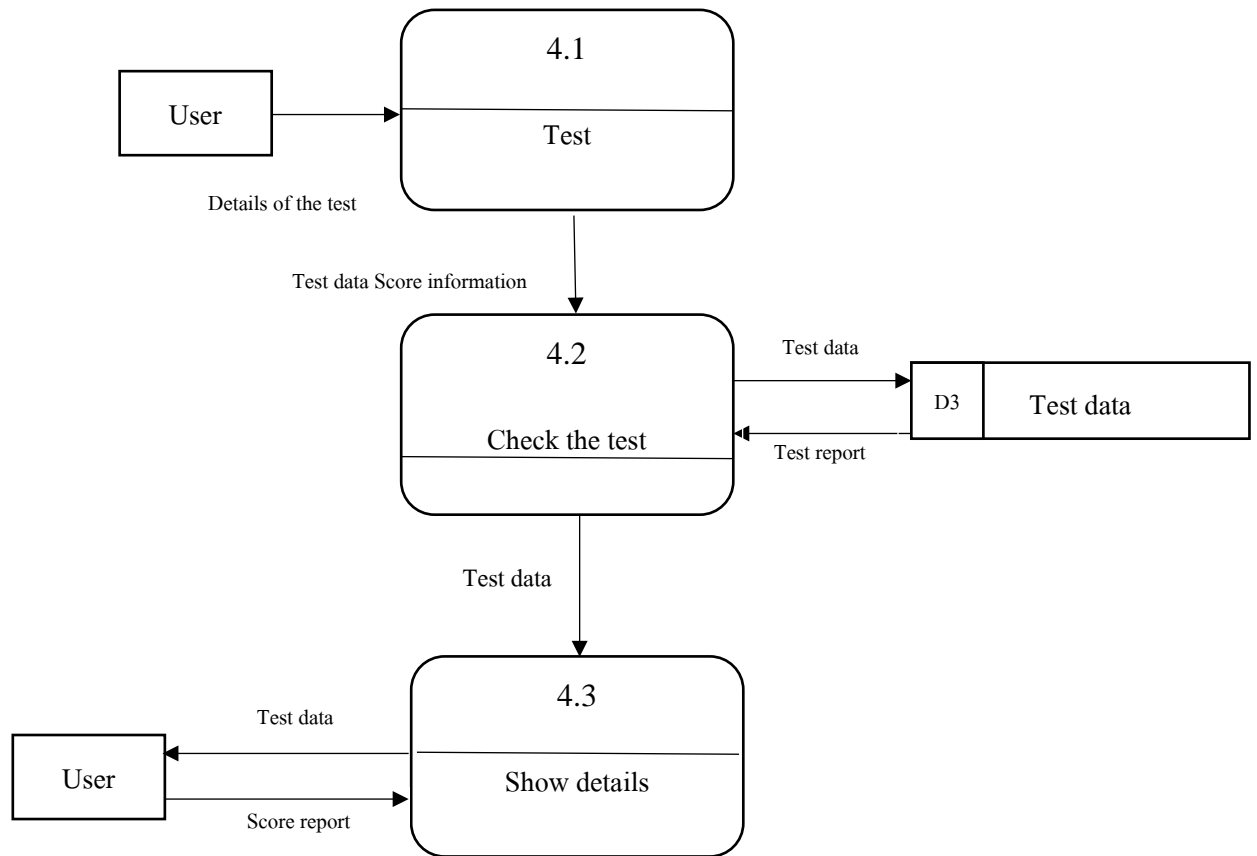 4.1
User
Test
Details of the test
Test data Score information
4.2
Test data
D3
Test data
Check the test
Test report
Test data
4.3
Test data
User
Show details
Score report